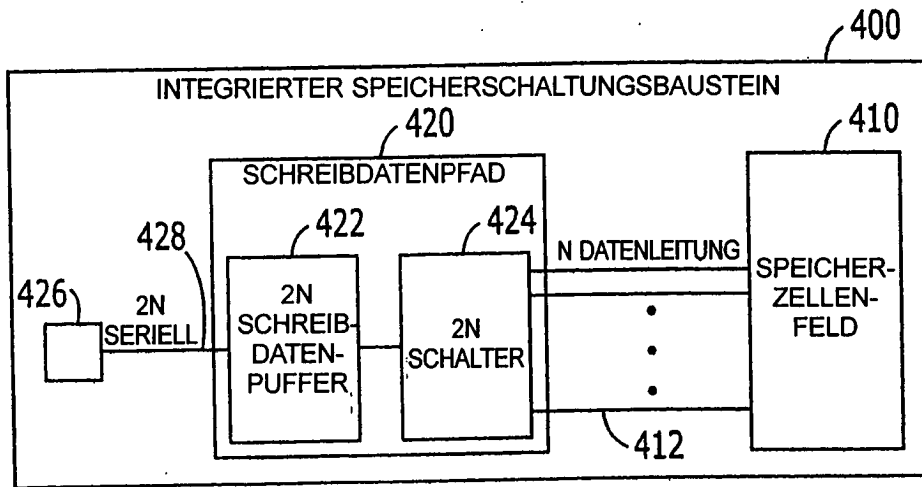 400
INTEGRIERTER SPEICHERSCHALTUNGSBAUSTEIN
420
410
SCHREIBDATENPFAD
428
422
424
N DATENLEITUNG
426
2N
SERIELL
2N
SCHREIB-
DATEN-
PUFFER
2N
SCHALTER
SPEICHER-
ZELLEN-
FELD
412